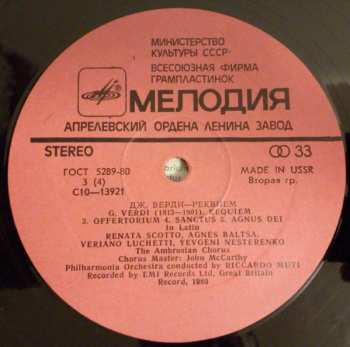 МИНИСТЕРСТВО
КУЛЬТУРЫ СССР
ВСЕСОЮЗНАЯ ФИРМА
ГРАМПЛАСТИНОК
МЕЛОДИЯ
АПРЕЛЕВСКИЙ ОРДЕНА ЛЕНИНА ЗАВОД
STEREO 33
ГОСТ 5289-80 MADE IN USSR
3 (4) Вторая гр.
С10—13921
ДЖ. ВЕРДИ—РЕКВИЕМ
G. VERDI (1813—1901). REQUIEM
3. OFFERTORIUM 4. SANCTUS 5. AGNUS DEI
In Latin
RENATA SCOTTO, AGNES BALTSA,
VERIANO LUCHETTI, YEVGENI NESTERENKO
The Ambrosian Chorus
Chorus Master: John McCarthy
Philharmonia Orchestra conducted by RICCARDO MUTI
Recorded by EMI Records Ltd, Great Britain
Record, 1980